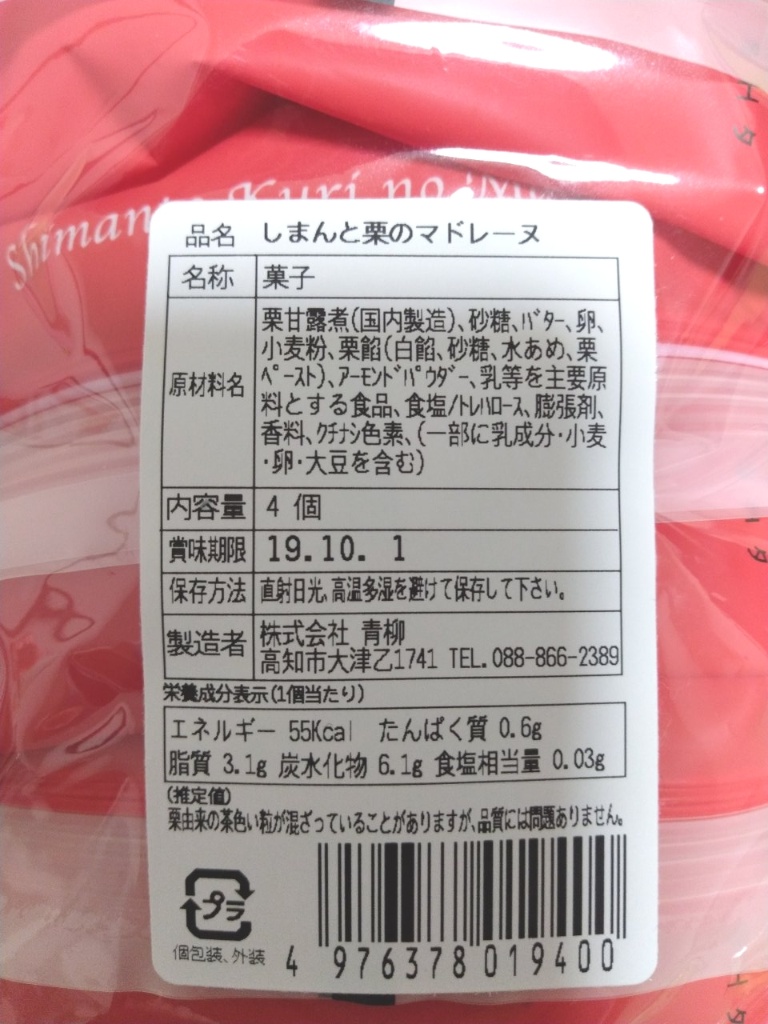 Shimanto Kuri no
品名 しまんと栗のマドレーヌ
名称 菓子
原材料名 栗甘露煮(国内製造)、砂糖、バター、卵、
小麦粉、栗餡(白餡、砂糖、水あめ、栗
ペースト)、アーモンドパウダー、乳等を主要原
料とする食品、食塩/トレハロース、膨張剤、
香料、クチナシ色素、(一部に乳成分・小麦
・卵・大豆を含む)
内容量 4 個
賞味期限 19.10. 1
保存方法 直射日光、高温多湿を避けて保存して下さい。
製造者 株式会社 青柳
高知市大津乙1741 TEL.088-866-2389
栄養成分表示(1個当たり)
エネルギー 55Kcal たんぱく質 0.6g
脂質 3.1g 炭水化物 6.1g 食塩相当量 0.03g
(推定値)
栗由来の茶色い粒が混ざっていることがありますが、品質には問題ありません。
プラ
個包装、外装
4 976378 019400